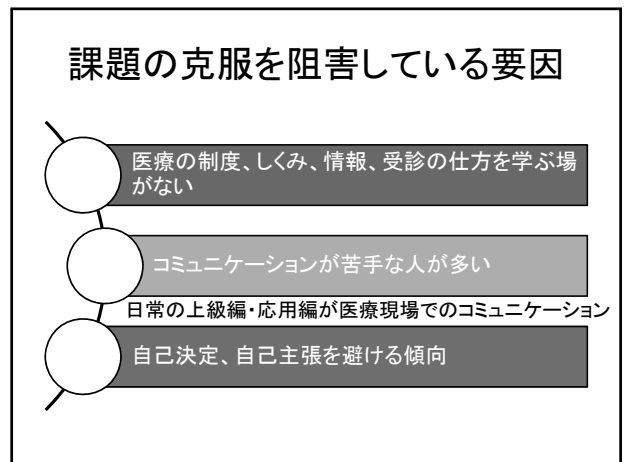 課題の克服を阻害している要因
医療の制度、しくみ、情報、受診の仕方を学ぶ場
がない
コミュニケーションが苦手な人が多い
日常の上級編・応用編が医療現場でのコミュニケーション
自己決定、自己主張を避ける傾向